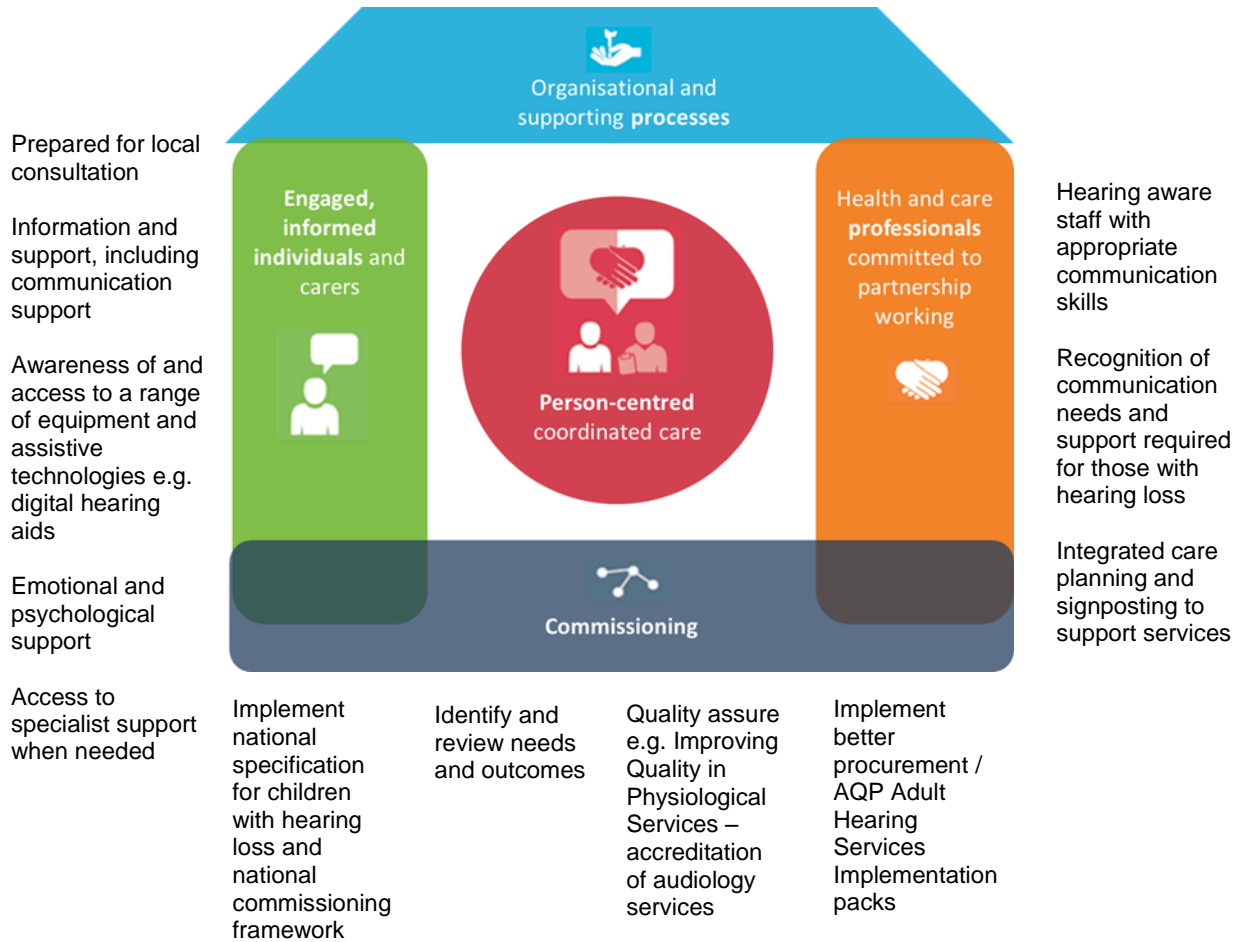 Organisational and
supporting processes
Prepared for local
consultation
Information and
support, including
communication
support
Awareness of and
access to a range
of equipment and
assistive
technologies e.g.
digital hearing
aids
Emotional and
psychological
support
Access to
specialist support
when needed
Engaged,
informed
individuals and
carers
Person-centred
coordinated care
Health and care
professionals
committed to
partnership
working
Hearing aware
staff with
appropriate
communication
skills
Recognition of
communication
needs and
support required
for those with
hearing loss
Integrated care
planning and
signposting to
support services
Commissioning
Implement
national
specification
for children
with hearing
loss and
national
commissioning
framework
Identify and
review needs
and outcomes
Quality assure
e.g. Improving
Quality in
Physiological
Services –
accreditation
of audiology
services
Implement
better
procurement /
AQP Adult
Hearing
Services
Implementation
packs